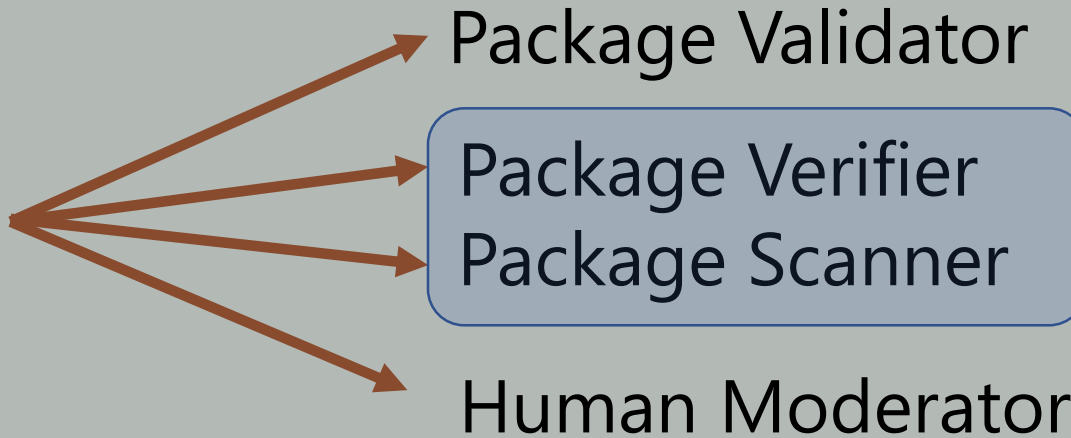 Package Validator
Package Verifier
Package Scanner
Human Moderator